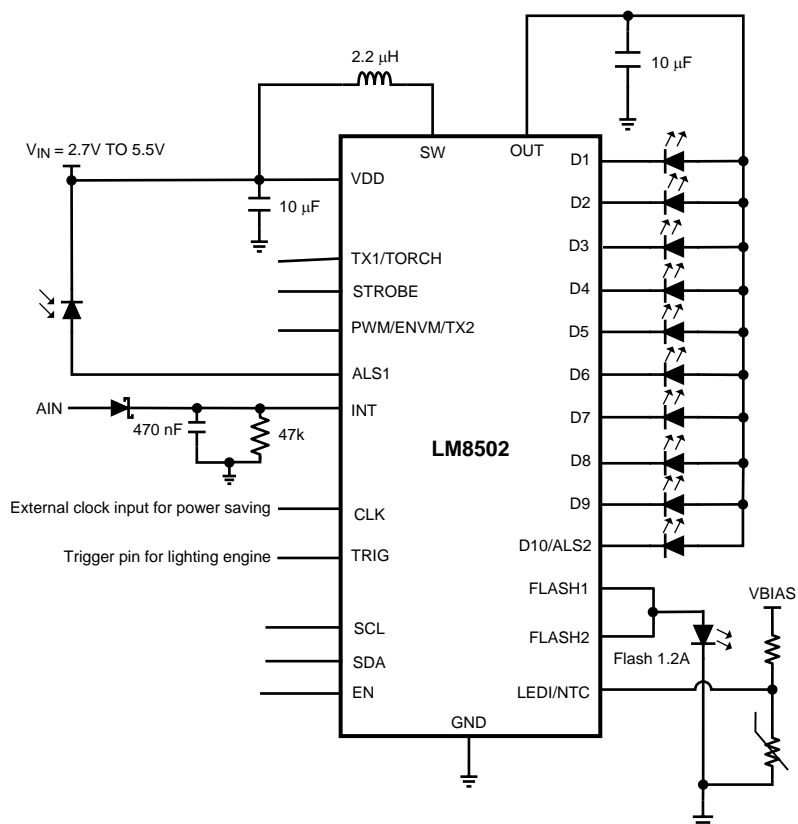 2.2 μH
10 μF
V_IN = 2.7V TO 5.5V
SW
OUT
VDD
10 μF
D1
D2
TX1/TORCH
D3
STROBE
D4
PWM/ENVM/TX2
D5
ALS1
D6
AIN
INT
D7
470 nF
47k
LM8502
D8
External clock input for power saving
CLK
D9
Trigger pin for lighting engine
TRIG
D10/ALS2
FLASH1
VBIAS
SCL
FLASH2
Flash 1.2A
SDA
EN
LEDI/NTC
GND